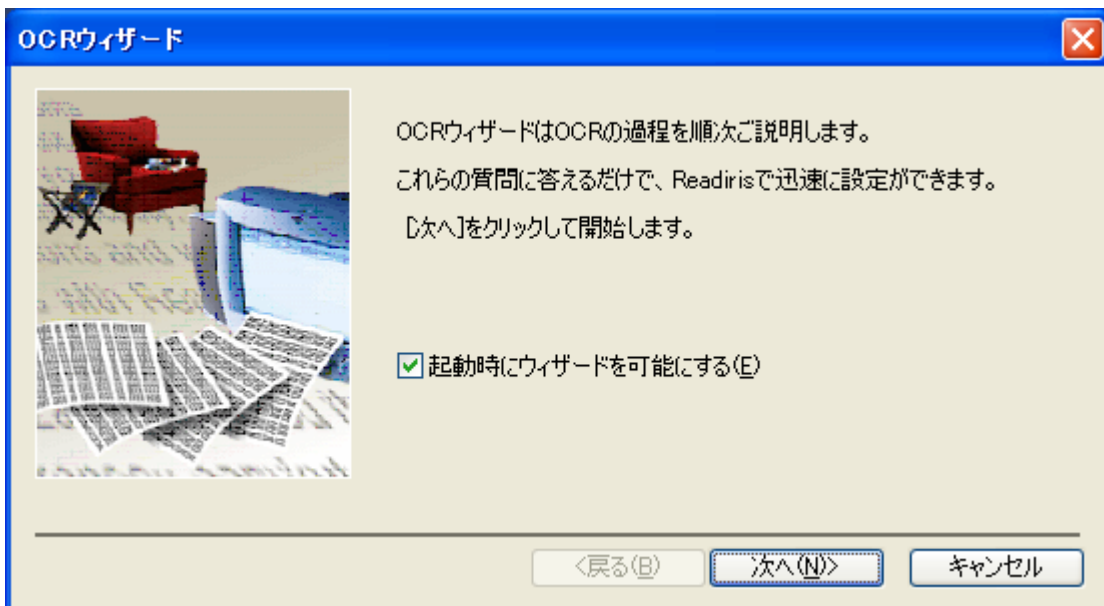 OCRウィザード
OCRウィザードはOCRの過程を順次ご説明します。
これらの質問に答えるだけで、Readirisで迅速に設定ができます。
[次へ]をクリックして開始します。
起動時にウィザードを可能にする(E)
<戻る(B)
次へ(N)>
キャンセル